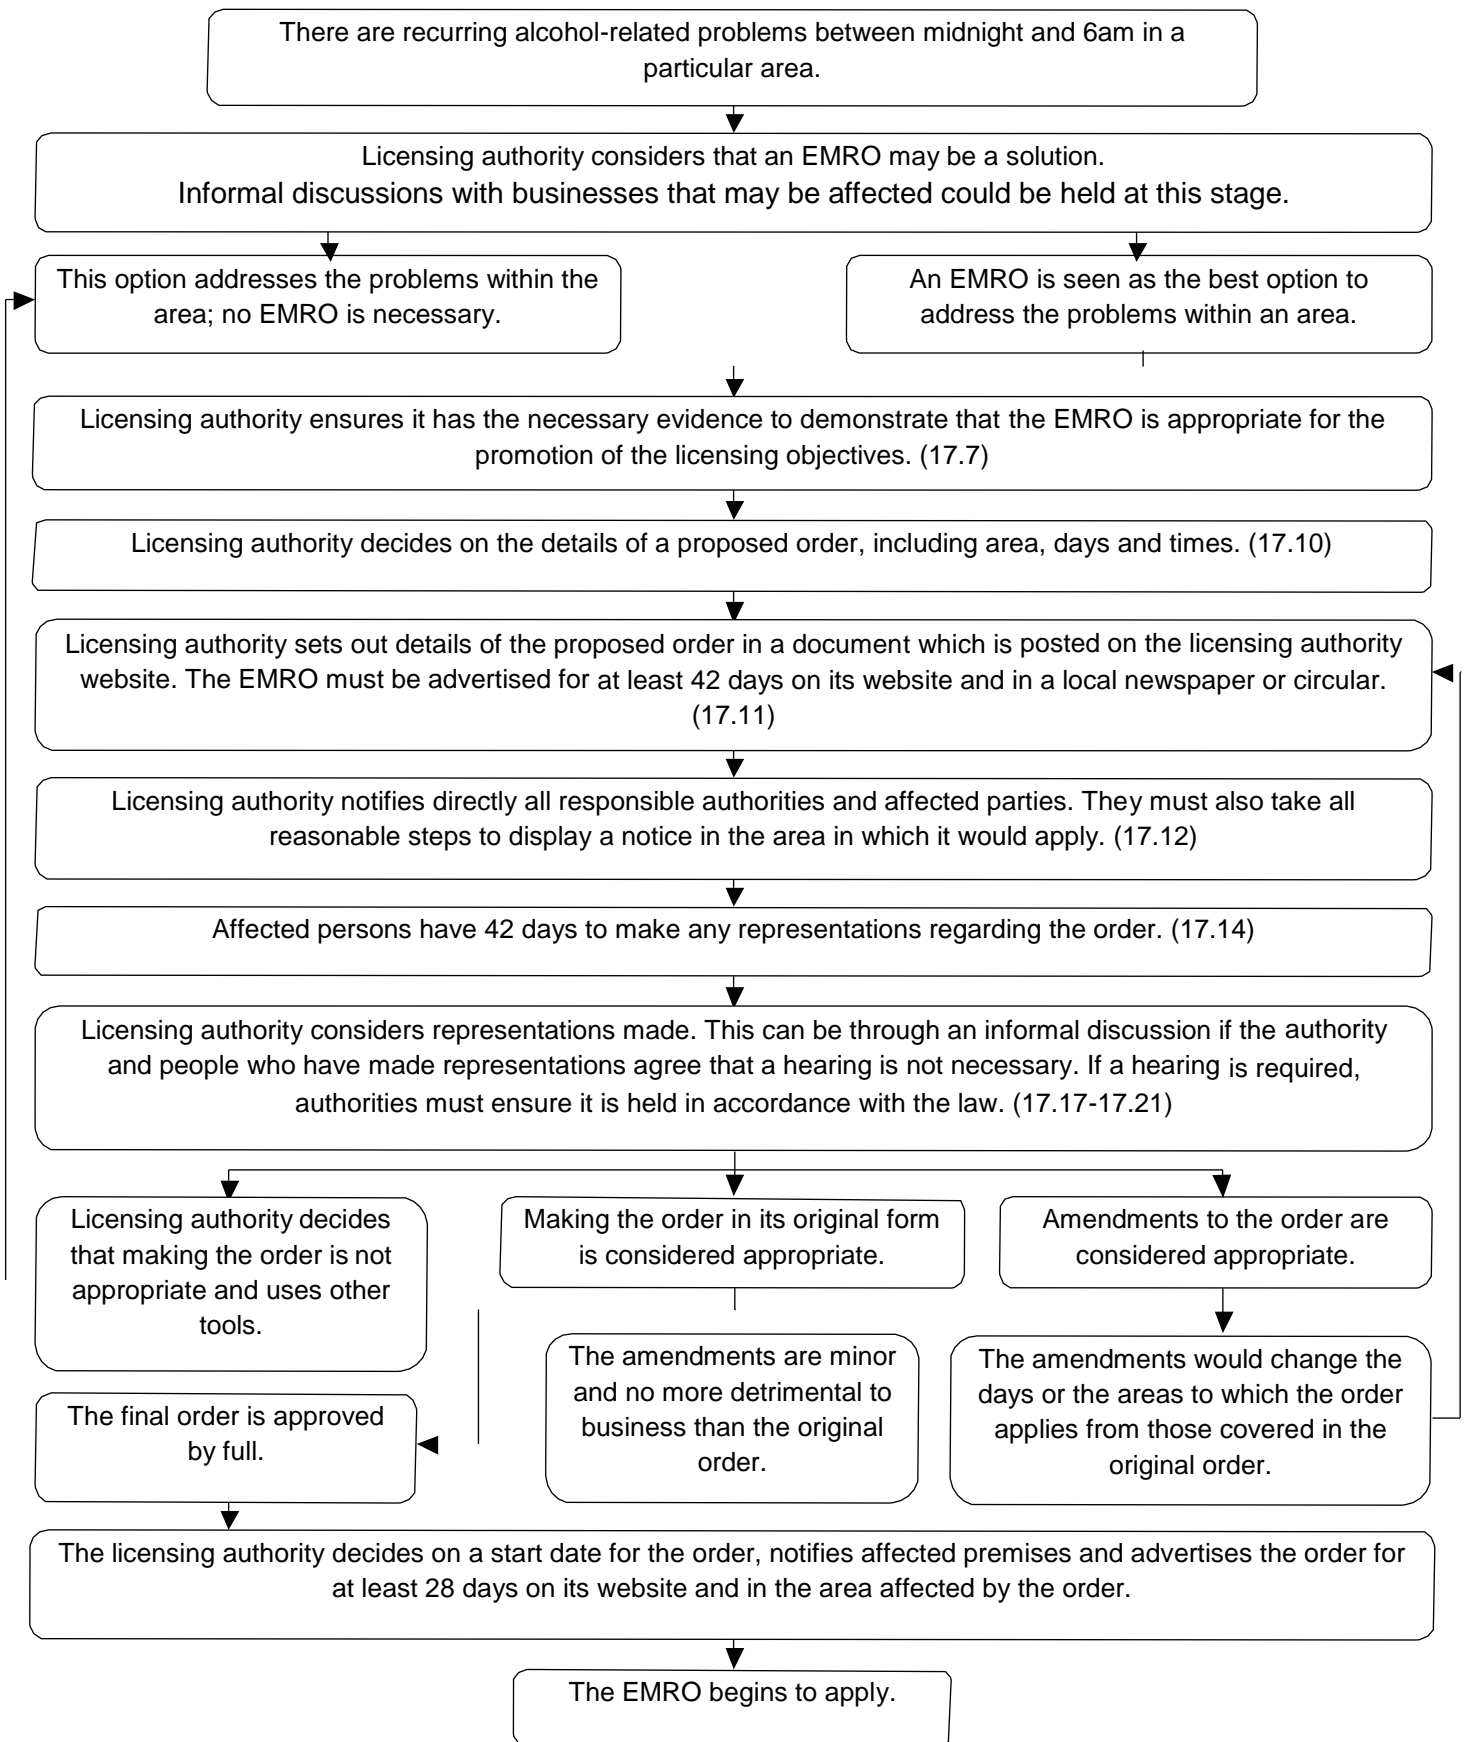 There are recurring alcohol-related problems between midnight and 6am in a
particular area.
Licensing authority considers that an EMRO may be a solution.
Informal discussions with businesses that may be affected could be held at this stage.
This option addresses the problems within the
area; no EMRO is necessary.
An EMRO is seen as the best option to
address the problems within an area.
Licensing authority ensures it has the necessary evidence to demonstrate that the EMRO is appropriate for the
promotion of the licensing objectives. (17.7)
Licensing authority decides on the details of a proposed order, including area, days and times. (17.10)
Licensing authority sets out details of the proposed order in a document which is posted on the licensing authority
website. The EMRO must be advertised for at least 42 days on its website and in a local newspaper or circular.
(17.11)
Licensing authority notifies directly all responsible authorities and affected parties. They must also take all
reasonable steps to display a notice in the area in which it would apply. (17.12)
Affected persons have 42 days to make any representations regarding the order. (17.14)
Licensing authority considers representations made. This can be through an informal discussion if the authority
and people who have made representations agree that a hearing is not necessary. If a hearing is required,
authorities must ensure it is held in accordance with the law. (17.17-17.21)
Licensing authority decides
that making the order is not
appropriate and uses other
tools.
Making the order in its original form
is considered appropriate.
Amendments to the order are
considered appropriate.
The amendments are minor
and no more detrimental to
business than the original
order.
The amendments would change the
days or the areas to which the order
applies from those covered in the
original order.
The final order is approved
by full.
The licensing authority decides on a start date for the order, notifies affected premises and advertises the order for
at least 28 days on its website and in the area affected by the order.
The EMRO begins to apply.